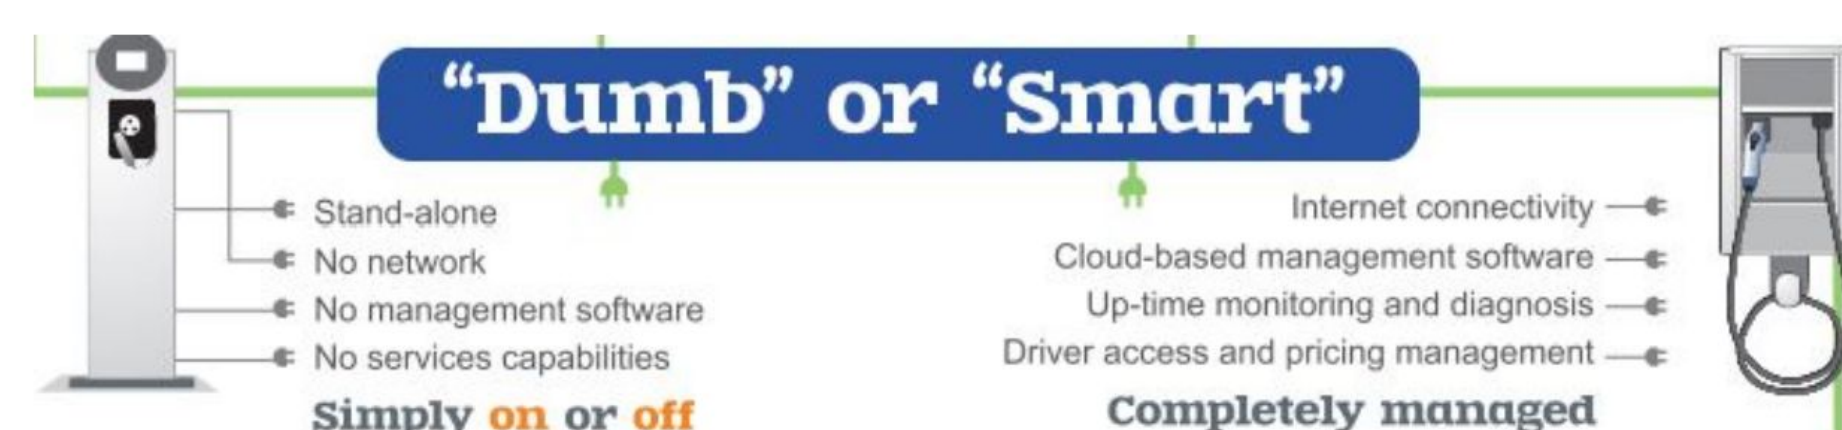 “Dumb” or “Smart”
Stand-alone
No network
No management software
No services capabilities
Simply on or off
Internet connectivity
Cloud-based management software
Up-time monitoring and diagnosis
Driver access and pricing management
Completely managed